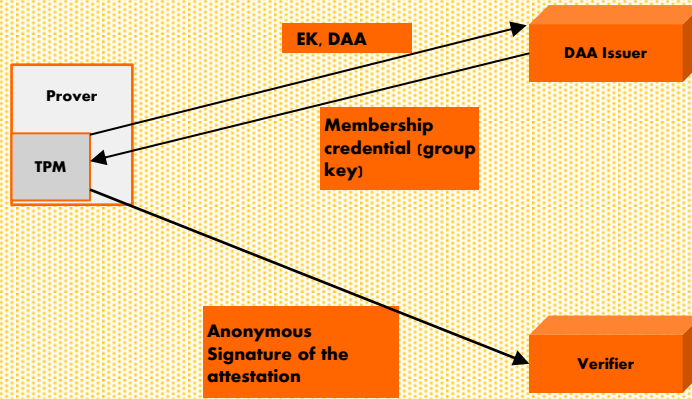 EK, DAA
DAA Issuer
Prover
Membership
credential (group
key)
TPM
Anonymous
Signature of the
attestation
Verifier